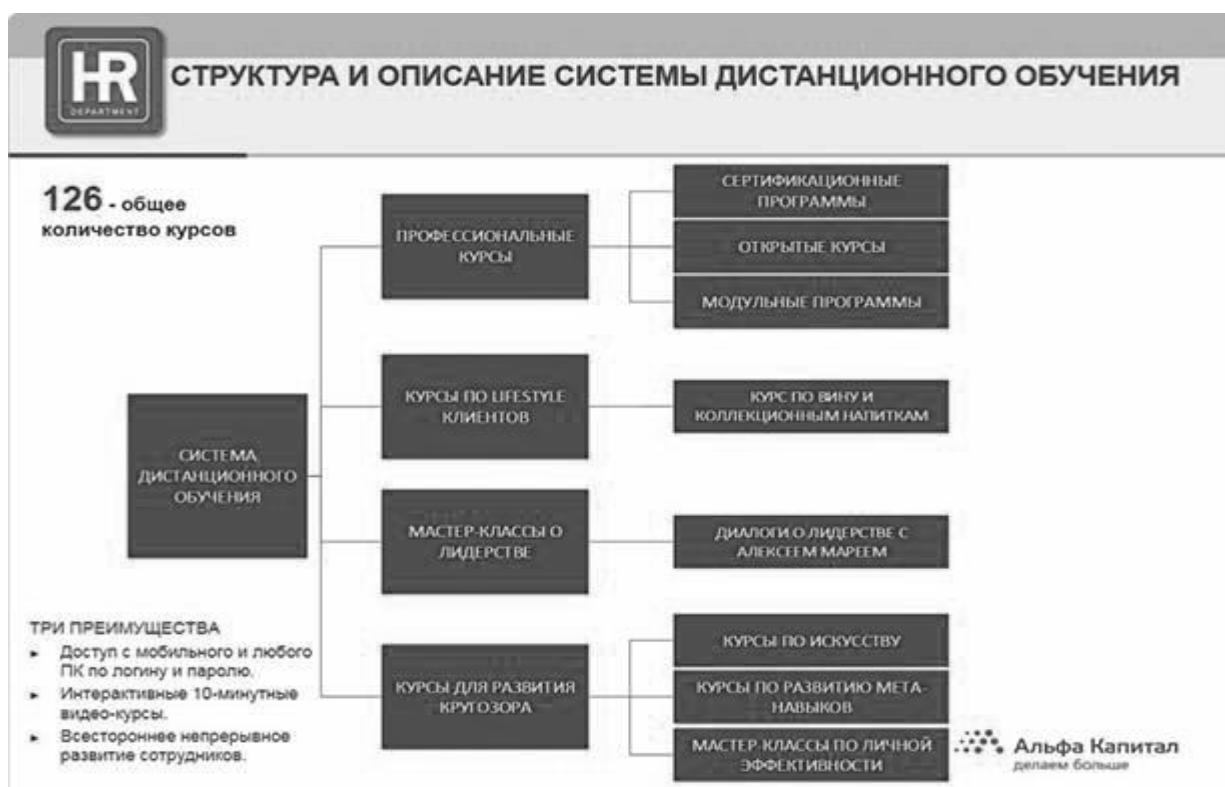 HR
DEPARTMENT
СТРУКТУРА И ОПИСАНИЕ СИСТЕМЫ ДИСТАНЦИОННОГО ОБУЧЕНИЯ
126 - общее
количество курсов
СИСТЕМА
ДИСТАНЦИОННОГО
ОБУЧЕНИЯ
ПРОФЕССИОНАЛЬНЫЕ
КУРСЫ
СЕРТИФИКАЦИОННЫЕ
ПРОГРАММЫ
ОТКРЫТЫЕ КУРСЫ
МОДУЛЬНЫЕ ПРОГРАММЫ
КУРСЫ ПО LIFESTYLE
КЛИЕНТОВ
КУРС ПО ВИНУ И
КОЛЛЕКЦИОННЫМ НАПИТКАМ
МАСТЕР-КЛАССЫ О
ЛИДЕРСТВЕ
ДИАЛОГИ О ЛИДЕРСТВЕ С
АЛЕКСЕЕМ МАРЕЕМ
КУРСЫ ДЛЯ РАЗВИТИЯ
КРУГОЗОРА
КУРСЫ ПО ИСКУССТВУ
КУРСЫ ПО РАЗВИТИЮ МЕТА-
НАВЫКОВ
МАСТЕР-КЛАССЫ ПО ЛИЧНОЙ
ЭФФЕКТИВНОСТИ
ТРИ ПРЕИМУЩЕСТВА
► Доступ с мобильного и любого
ПК по логину и паролю.
► Интерактивные 10-минутные
видео-курсы.
► Всестороннее непрерывное
развитие сотрудников.
Альфа Капитал
делаем больше